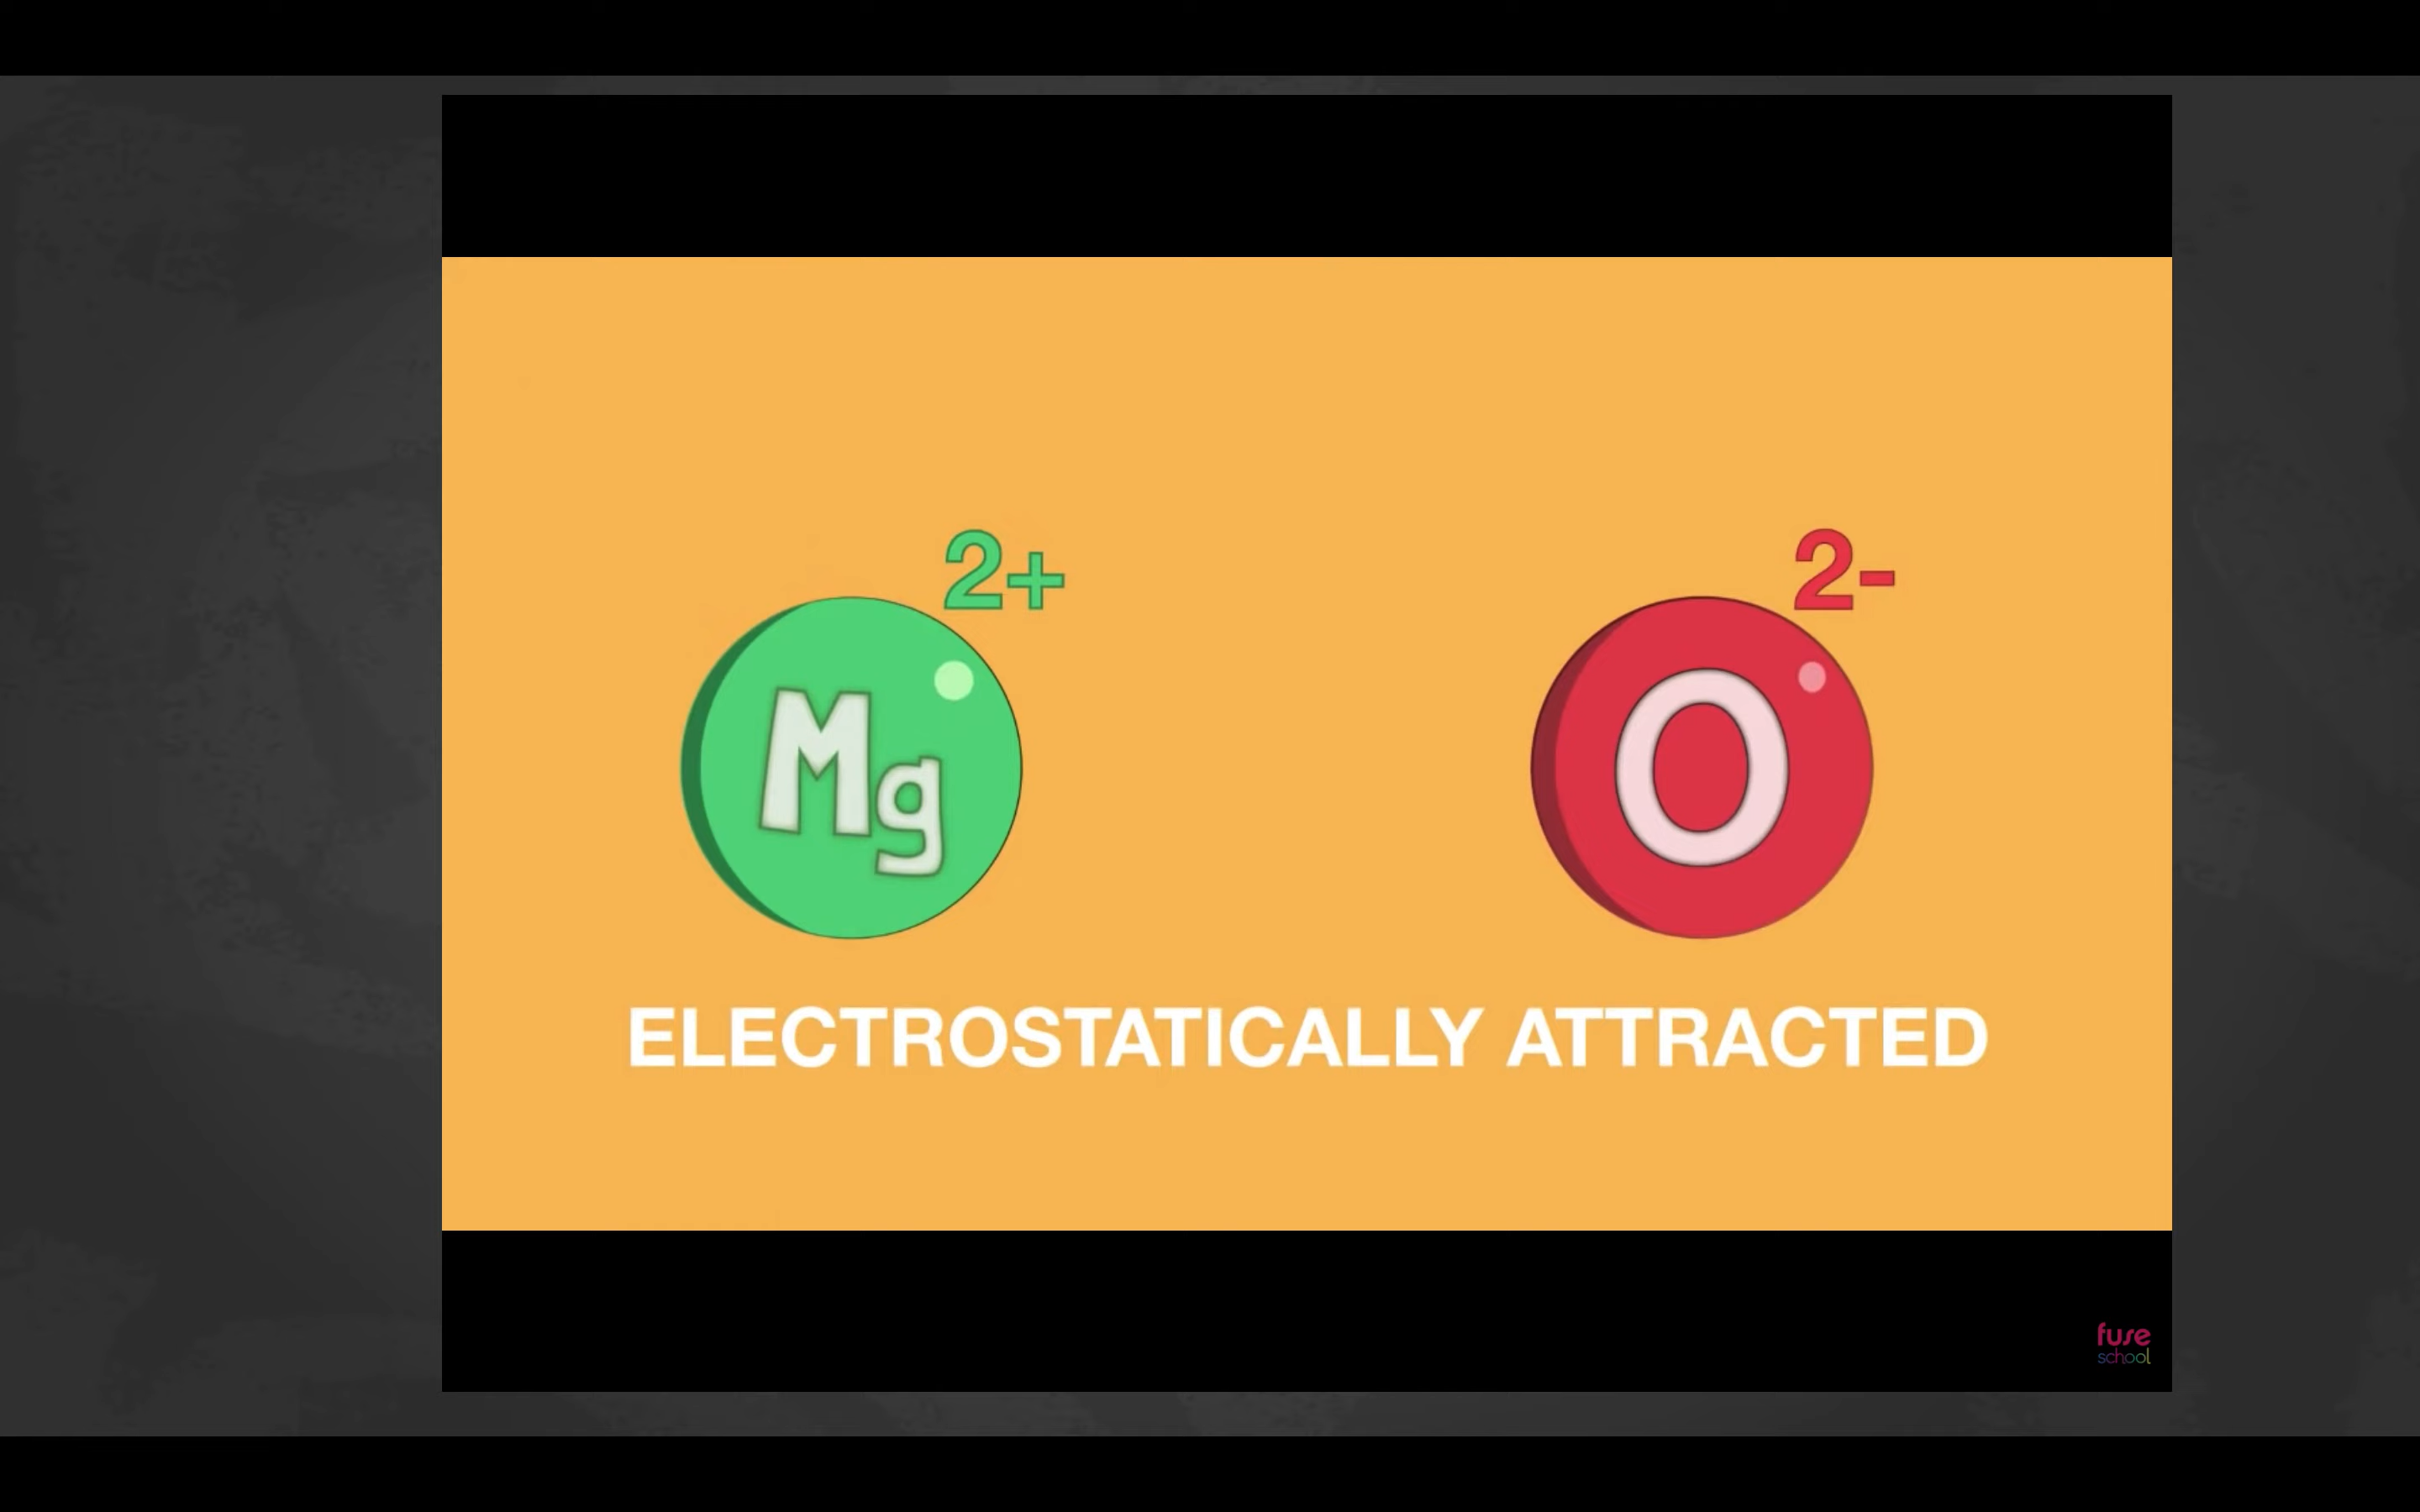 2+
2-
Mg
O
ELECTROSTATICALLY ATTRACTED
fuse
school